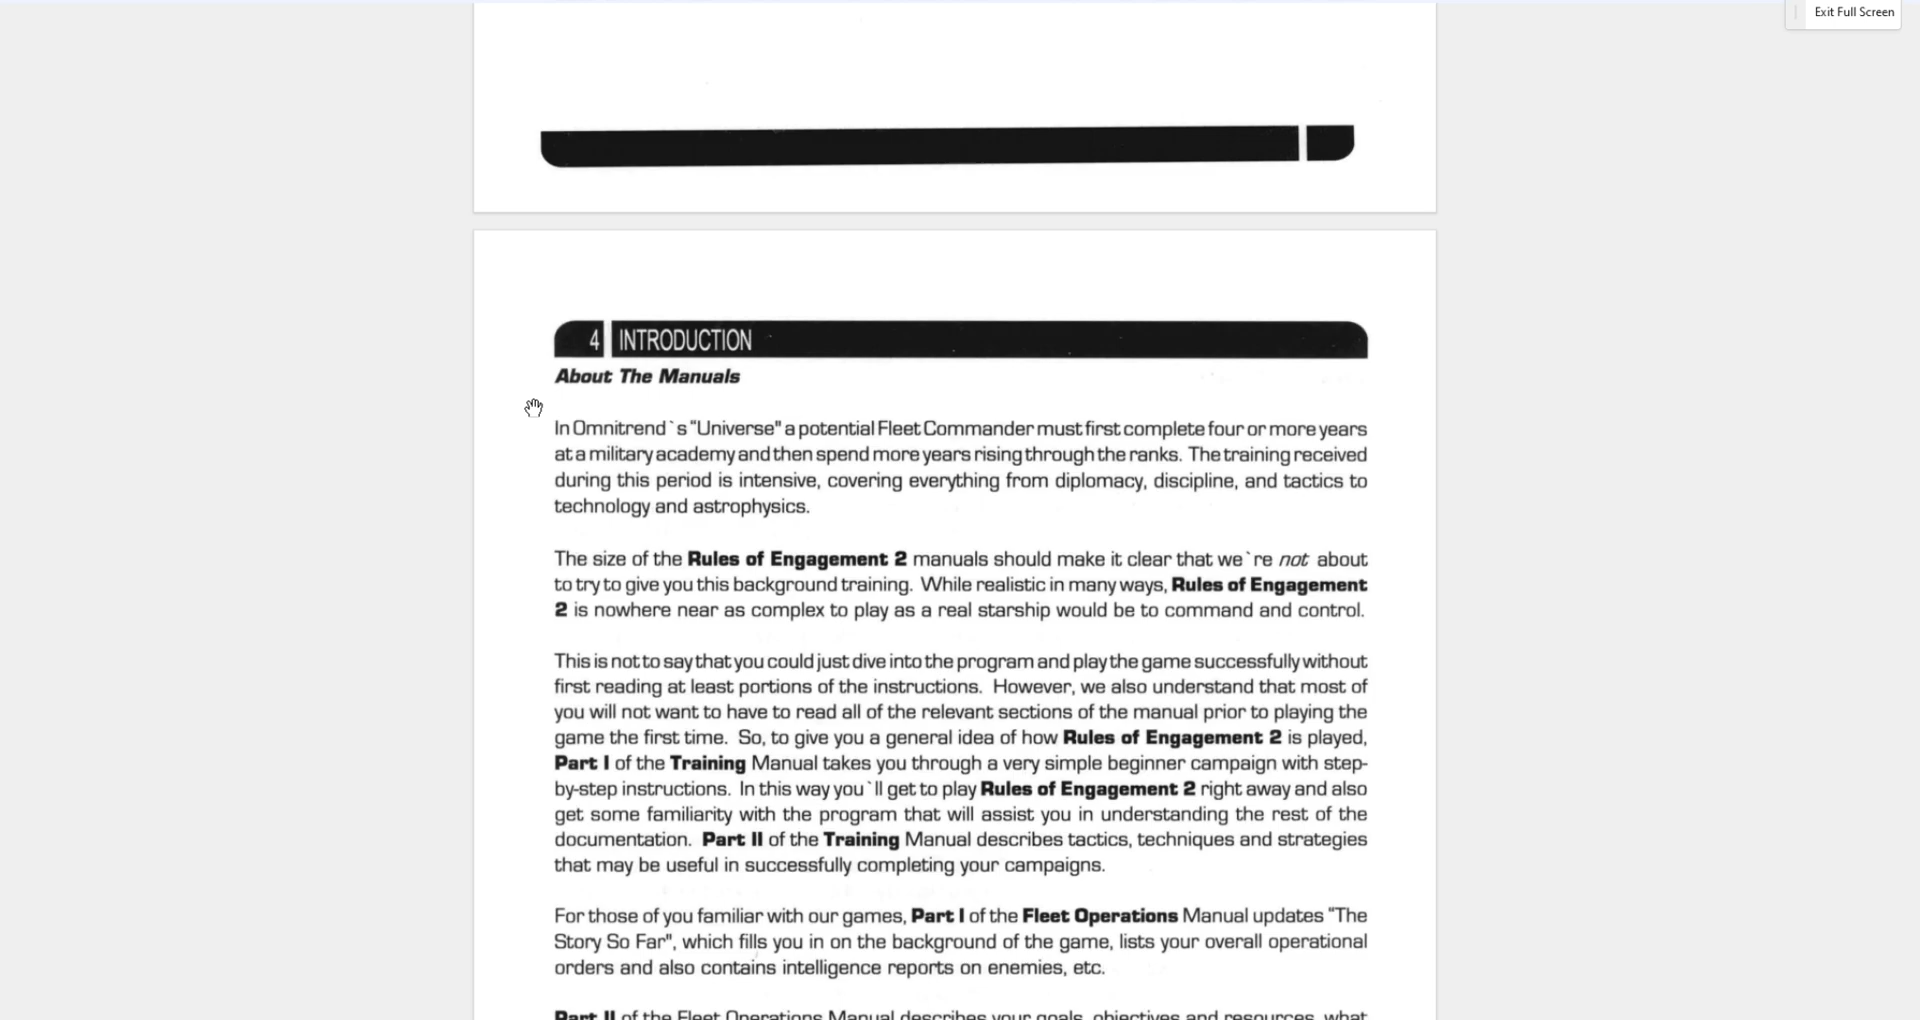 Exit Full Screen
4 INTRODUCTION
About The Manuals
In Omnitrend`s "Universe" a potential Fleet Commander must first complete four or more years
at a military academy and then spend more years rising through the ranks. The training received
during this period is intensive, covering everything from diplomacy, discipline, and tactics to
technology and astrophysics.
The size of the Rules of Engagement 2 manuals should make it clear that we`re not about
to try to give you this background training. While realistic in many ways, Rules of Engagement
2 is nowhere near as complex to play as a real starship would be to command and control.
This is not to say that you could just dive into the program and play the game successfully without
first reading at least portions of the instructions. However, we also understand that most of
you will not want to have to read all of the relevant sections of the manual prior to playing the
game the first time. So, to give you a general idea of how Rules of Engagement 2 is played,
Part I of the Training Manual takes you through a very simple beginner campaign with step-
by-step instructions. In this way you`ll get to play Rules of Engagement 2 right away and also
get some familiarity with the program that will assist you in understanding the rest of the
documentation. Part II of the Training Manual describes tactics, techniques and strategies
that may be useful in successfully completing your campaigns.
For those of you familiar with our games, Part I of the Fleet Operations Manual updates "The
Story So Far", which fills you in on the background of the game, lists your overall operational
orders and also contains intelligence reports on enemies, etc.
Part II of the Fleet Operations Manual describes your goals, objectives and resources, what